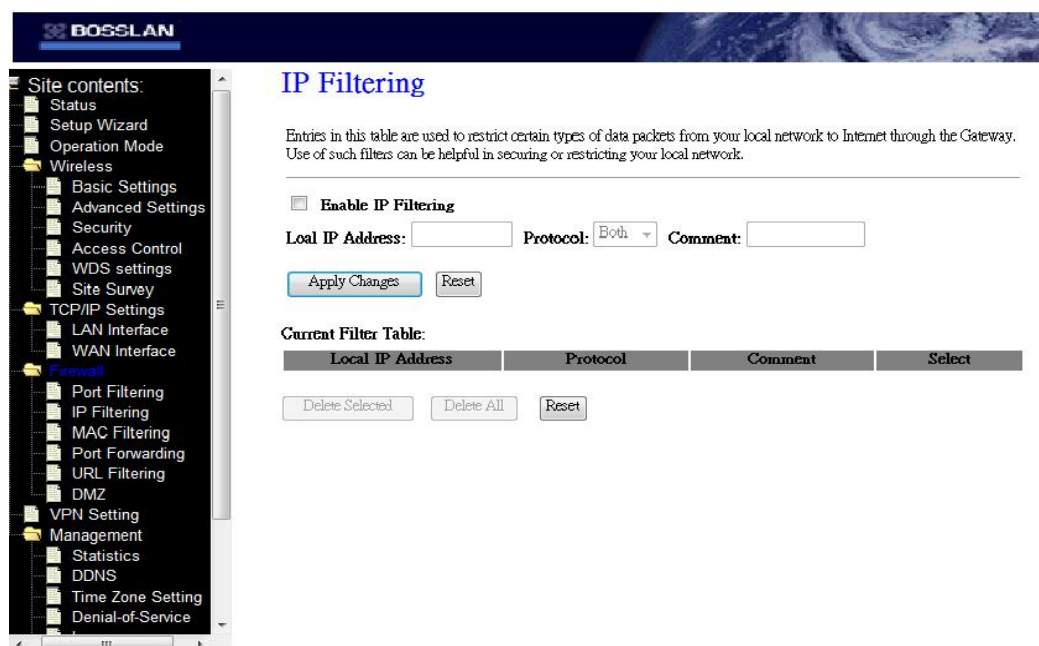 BOSSLAN
Site contents:
Status
Setup Wizard
Operation Mode
Wireless
Basic Settings
Advanced Settings
Security
Access Control
WDS settings
Site Survey
TCP/IP Settings
LAN Interface
WAN Interface
Firewall
Port Filtering
IP Filtering
MAC Filtering
Port Forwarding
URL Filtering
DMZ
VPN Setting
Management
Statistics
DDNS
Time Zone Setting
Denial-of-Service
IP Filtering
Entries in this table are used to restrict certain types of data packets from your local network to Internet through the Gateway.
Use of such filters can be helpful in securing or restricting your local network.
Enable IP Filtering
Loal IP Address: Protocol: Both Comment:
Apply Changes Reset
Current Filter Table:
Local IP Address Protocol Comment Select
Delete Selected Delete All Reset